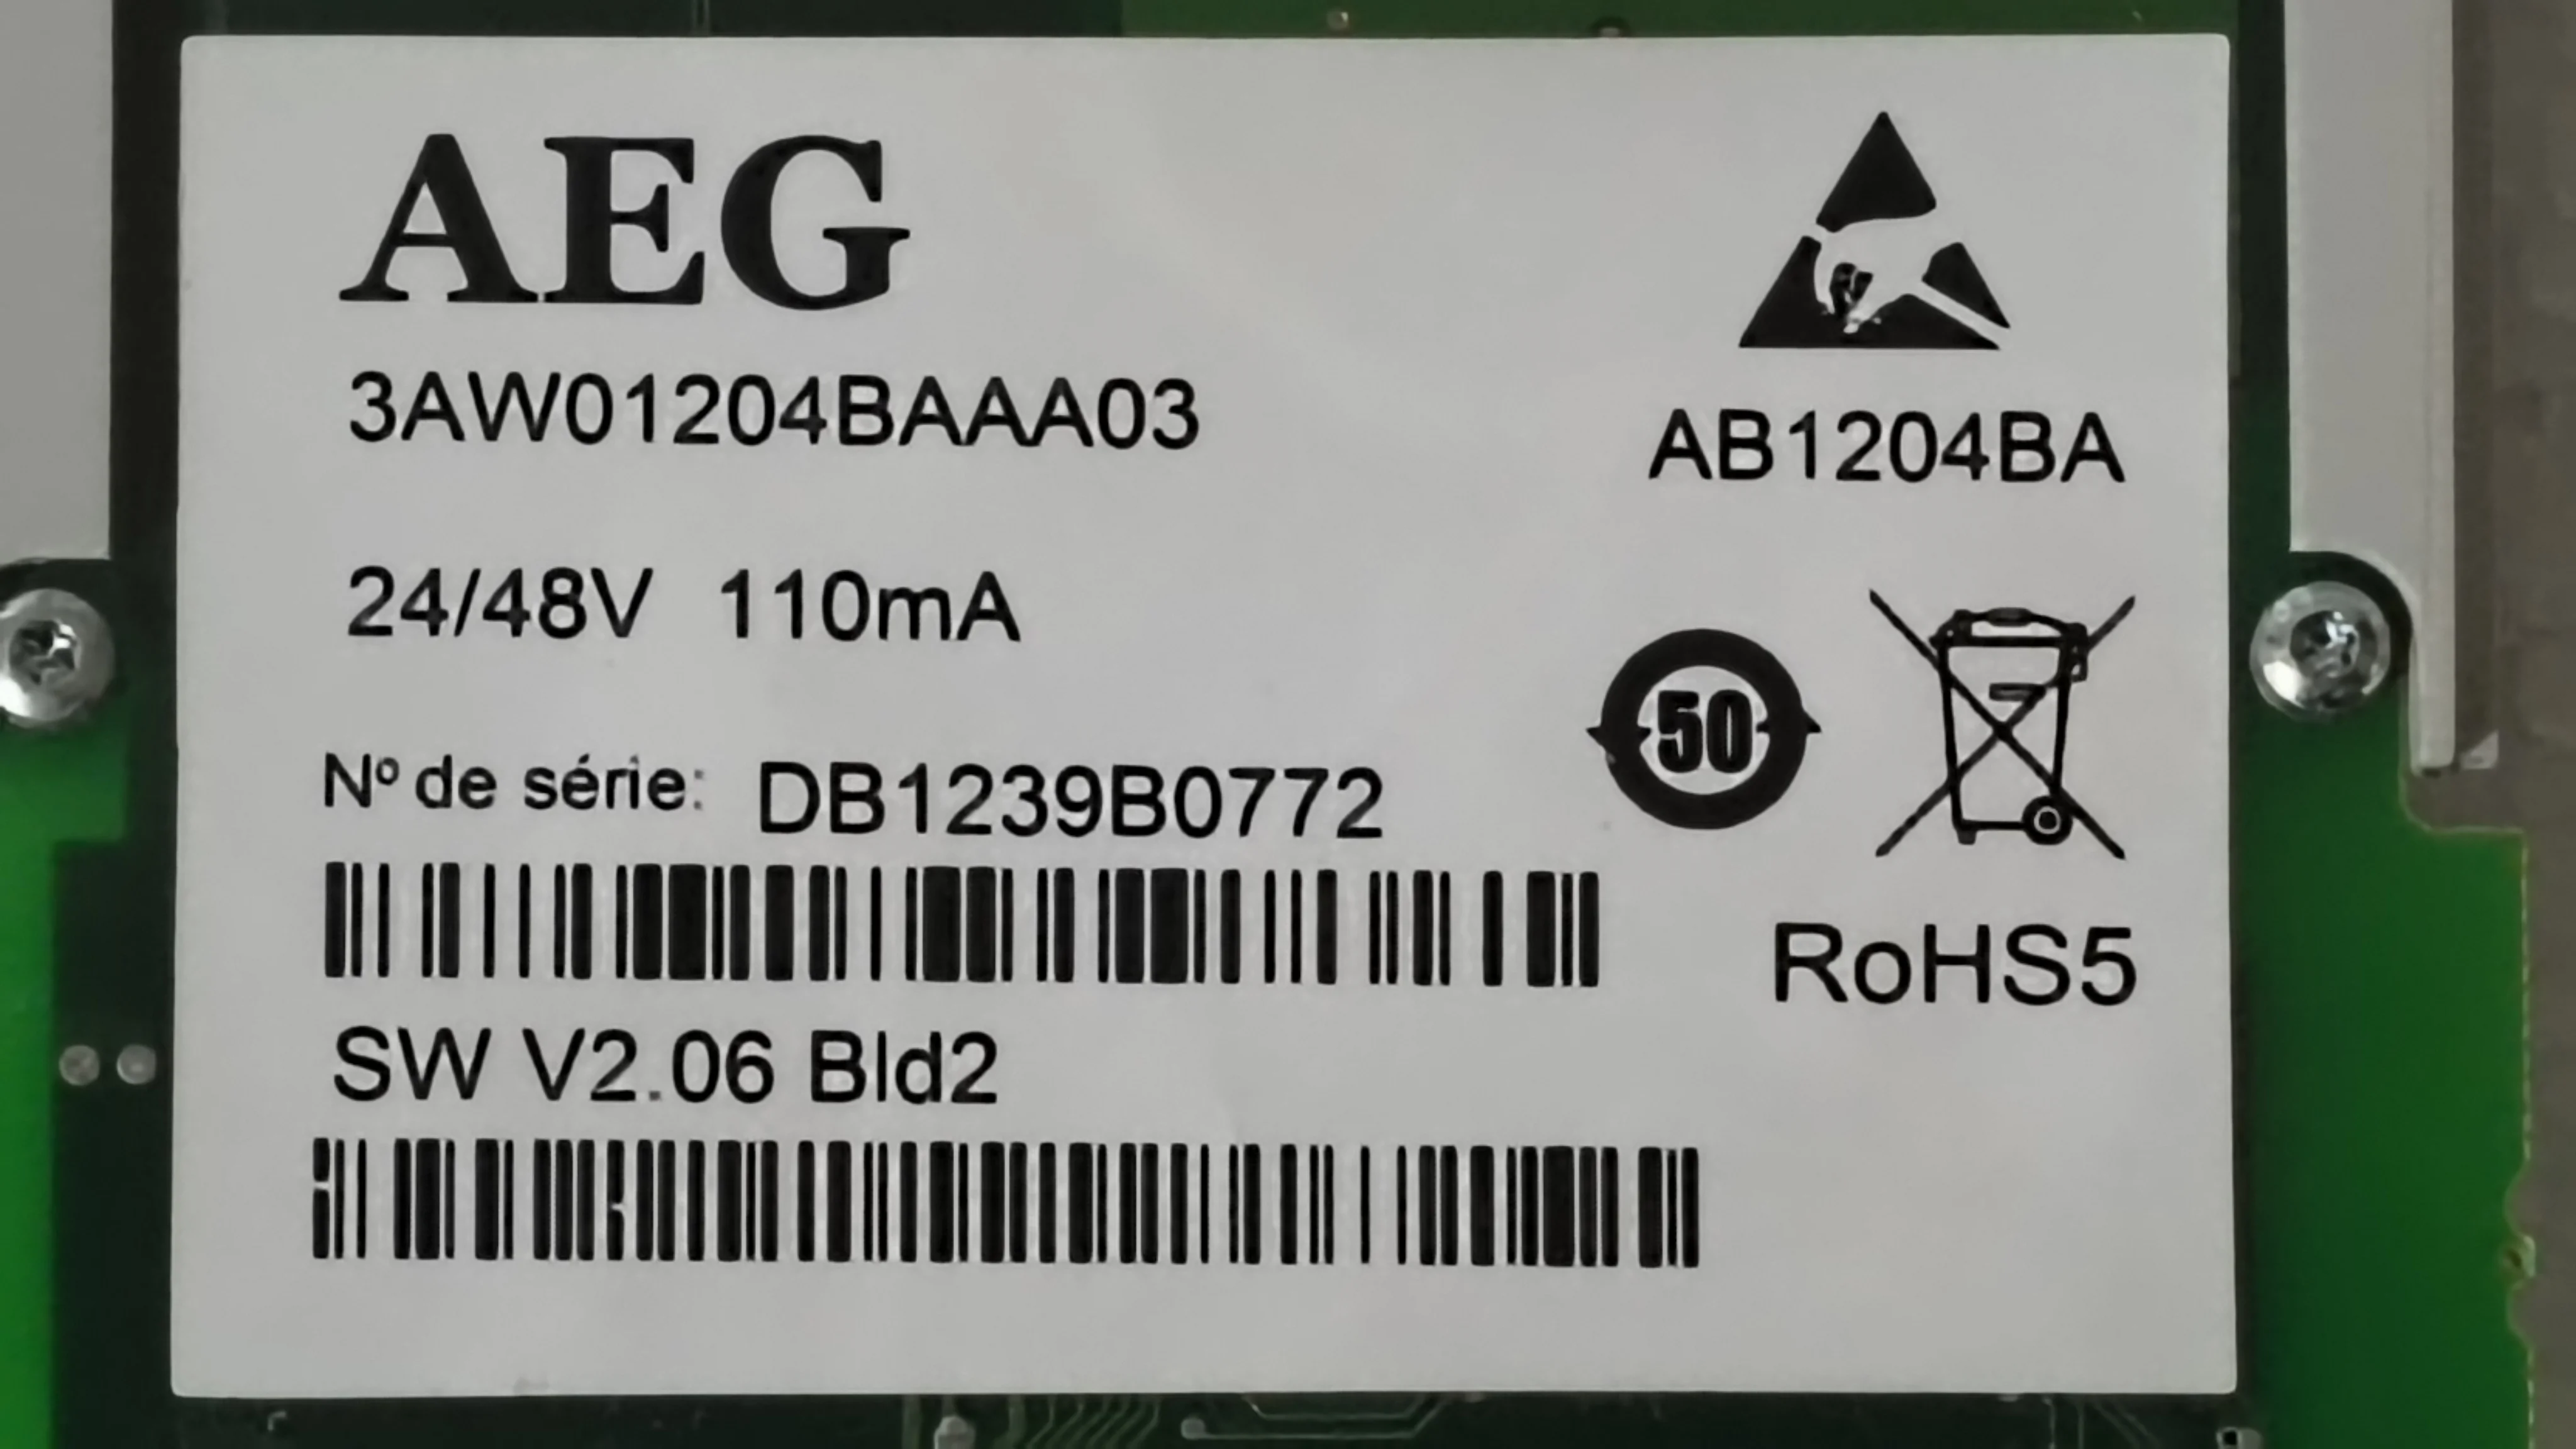 AEG
3AW01204BAAA03
AB1204BA
24/48V 110mA
50
Nº de série: DB1239B0772
RoHS5
SW V2.06 Bld2